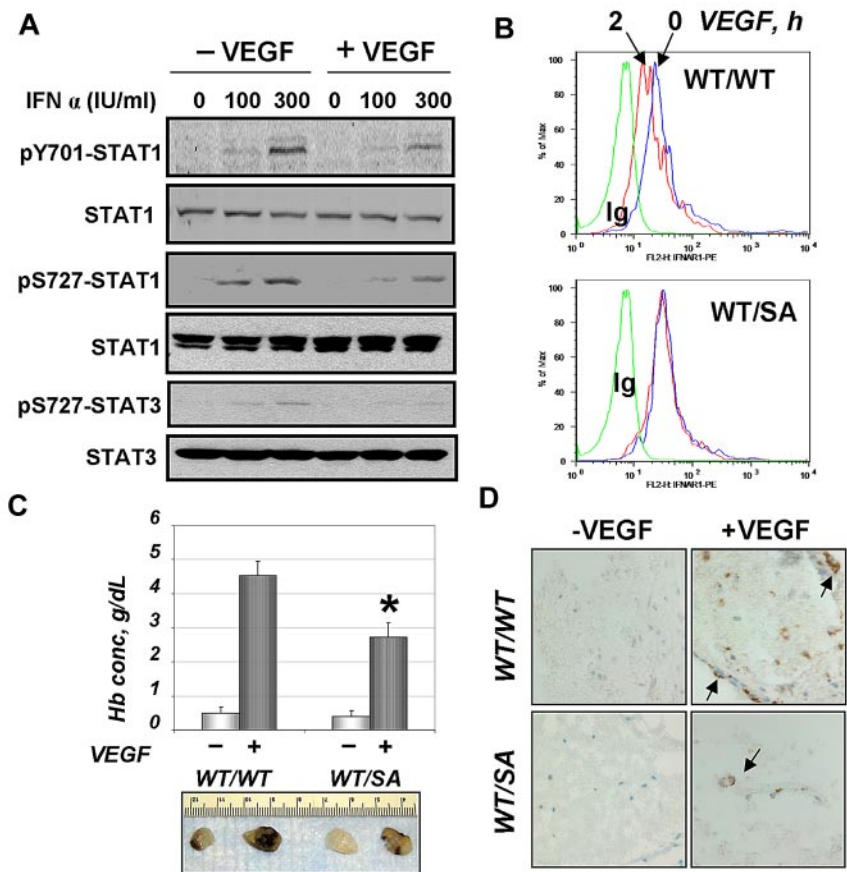 A
– VEGF + VEGF
IFN α (IU/ml) 0 100 300 0 100 300
pY701-STAT1
STAT1
pS727-STAT1
STAT1
pS727-STAT3
STAT3
B
2 0 VEGF, h
WT/WT
Ig
% of Max
100
80
60
40
20
0
10⁰ 10¹ 10² 10³ 10⁴
FL2-H: IFNAR1-PE
WT/SA
Ig
% of Max
100
80
60
40
20
0
10⁰ 10¹ 10² 10³ 10⁴
FL2-H: IFNAR1-PE
C
Hb conc, g/dL
6
5
4
3
2
1
0
*
VEGF – + – +
WT/WT WT/SA
D
-VEGF +VEGF
WT/WT
WT/SA